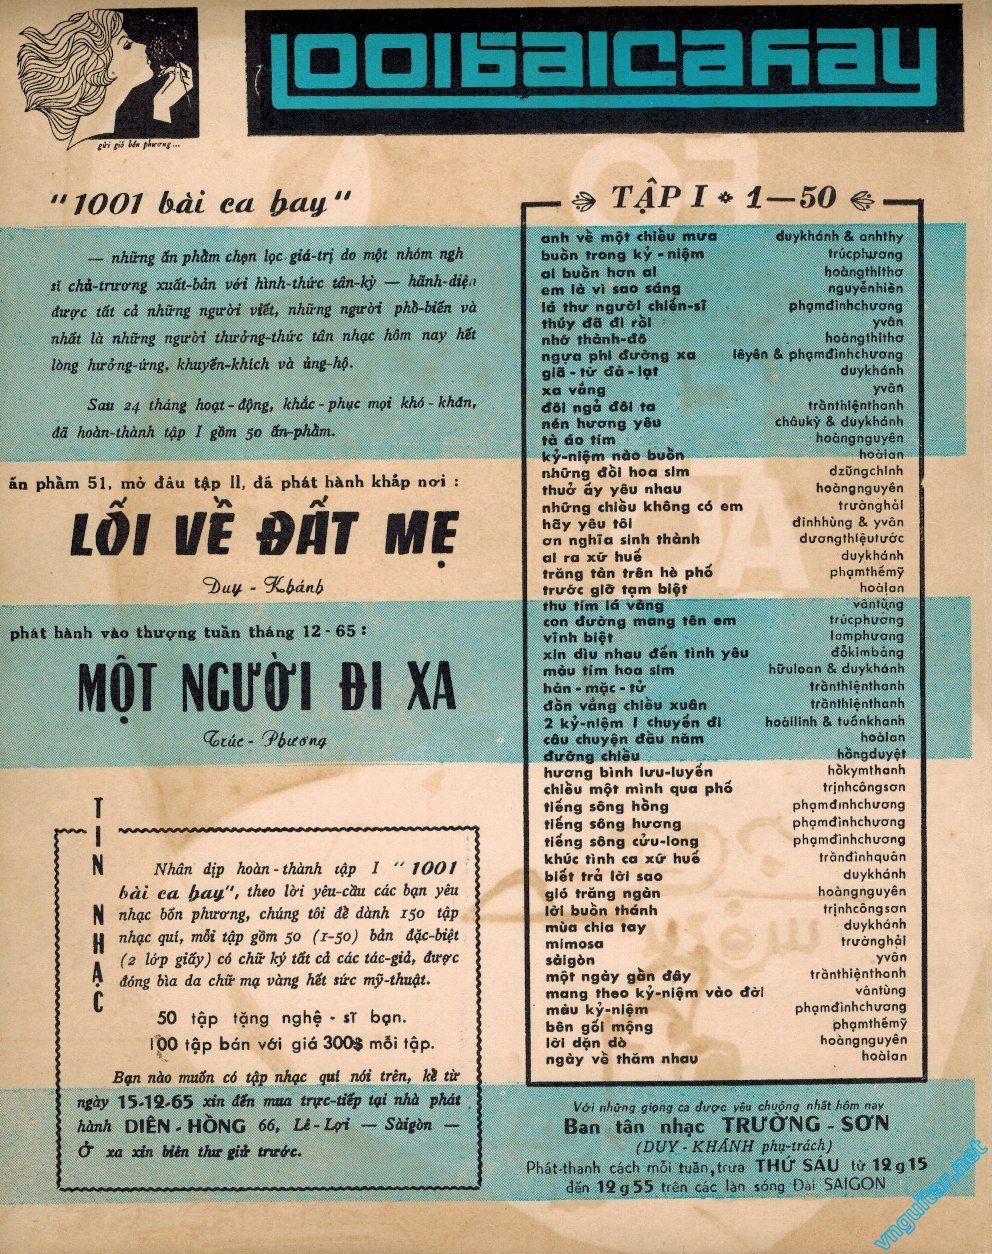 1001 bài ca hay
gửi gió bốn phương...
"1001 bài ca hay"
— những ấn phẩm chọn lọc giá-trị do một nhóm ngh
sĩ chủ-trương xuất-bản với hình-thức tân-kỳ — hãnh-diện
được tất cả những người viết, những người phổ-biến và
nhất là những người thưởng-thức tân nhạc hôm nay hết
lòng hưởng-ứng, khuyến-khích và ủng-hộ.
Sau 24 tháng hoạt-động, khắc-phục mọi khó-khăn,
đã hoàn-thành tập I gồm 50 ấn-phẩm.
ấn phẩm 51, mở đầu tập II, đã phát hành khắp nơi :
LỐI VỀ ĐẤT MẸ
Duy - Khánh
phát hành vào thượng tuần tháng 12 - 65 :
MỘT NGƯỜI ĐI XA
Trúc - Phương
TIN NHẠC
Nhân dịp hoàn-thành tập I "1001
bài ca hay", theo lời yêu-cầu các bạn yêu
nhạc bốn phương, chúng tôi để dành 150 tập
nhạc quí, mỗi tập gồm 50 (1-50) bản đặc-biệt
(2 lớp giấy) có chữ ký tất cả các tác-giả, được
đóng bìa da chữ mạ vàng hết sức mỹ-thuật.
50 tập tặng nghệ - sĩ bạn.
100 tập bán với giá 300$ mỗi tập.
Bạn nào muốn có tập nhạc quí nói trên, kể từ
ngày 15-12-65 xin đến mua trực-tiếp tại nhà phát
hành DIÊN - HỒNG 66, Lê-Lợi — Sàigòn —
Ở xa xin biên thư giữ trước.
TẬP I * 1—50
anh về một chiều mưa duykhánh & anhthy
buồn trong kỷ - niệm trúcphương
ai buồn hơn ai hoàngthithơ
em là vì sao sáng nguyễnhiền
lá thư người chiến-sĩ phạmđìnhchương
thúy đã đi rồi yvân
nhớ thành-đô hoàngthithơ
ngựa phi đường xa lêyên & phạmđìnhchương
giã - từ đà - lạt duykhánh
xa vắng yvân
đôi ngả đôi ta trầnthiệnthanh
nén hương yêu châukỳ & duykhánh
tà áo tím hoàngnguyên
kỷ-niệm nào buồn hoàian
những đồi hoa sim dzũngchinh
thuở ấy yêu nhau hoàngnguyên
những chiều không có em trườnghải
hãy yêu tôi đinhhùng & yvân
ơn nghĩa sinh thành dươngthiệutước
ai ra xứ huế duykhánh
trăng tàn trên hè phố phạmthếmỹ
trước giờ tạm biệt hoàian
thu tím lá vàng vântùng
con đường mang tên em trúcphương
vĩnh biệt lamphương
xin dìu nhau đến tình yêu đỗkimbảng
màu tím hoa sim hữuloan & duykhánh
hàn - mặc - tử trầnthiệnthanh
đồn vắng chiều xuân trầnthiệnthanh
2 kỷ-niệm 1 chuyến đi hoàilinh & tuấnkhanh
câu chuyện đầu năm hoàian
đường chiều hồngduyệt
hương bình lưu-luyến hồkymthanh
chiều một mình qua phố trịnhcôngsơn
tiếng sông hồng phạmđìnhchương
tiếng sông hương phạmđìnhchương
tiếng sông cửu-long phạmđìnhchương
khúc tình ca xứ huế trầnđìnhquân
biết trả lời sao duykhánh
gió trăng ngàn hoàngnguyên
lời buồn thánh trịnhcôngsơn
mùa chia tay duykhánh
mimosa trườnghải
sàigòn yvân
một ngày gần đây trầnthiệnthanh
mang theo kỷ-niệm vào đời vântùng
màu kỷ-niệm phạmđìnhchương
bên gối mộng phạmthếmỹ
lời dặn dò hoàngnguyên
ngày về thăm nhau hoàian
Với những giọng ca được yêu chuộng nhất hôm nay
Ban tân nhạc TRƯỜNG - SƠN
(DUY - KHÁNH phụ-trách)
Phát-thanh cách mỗi tuần, trưa THỨ SÁU từ 12g15
đến 12g55 trên các làn sóng Đài SAIGON
vnguitar.net